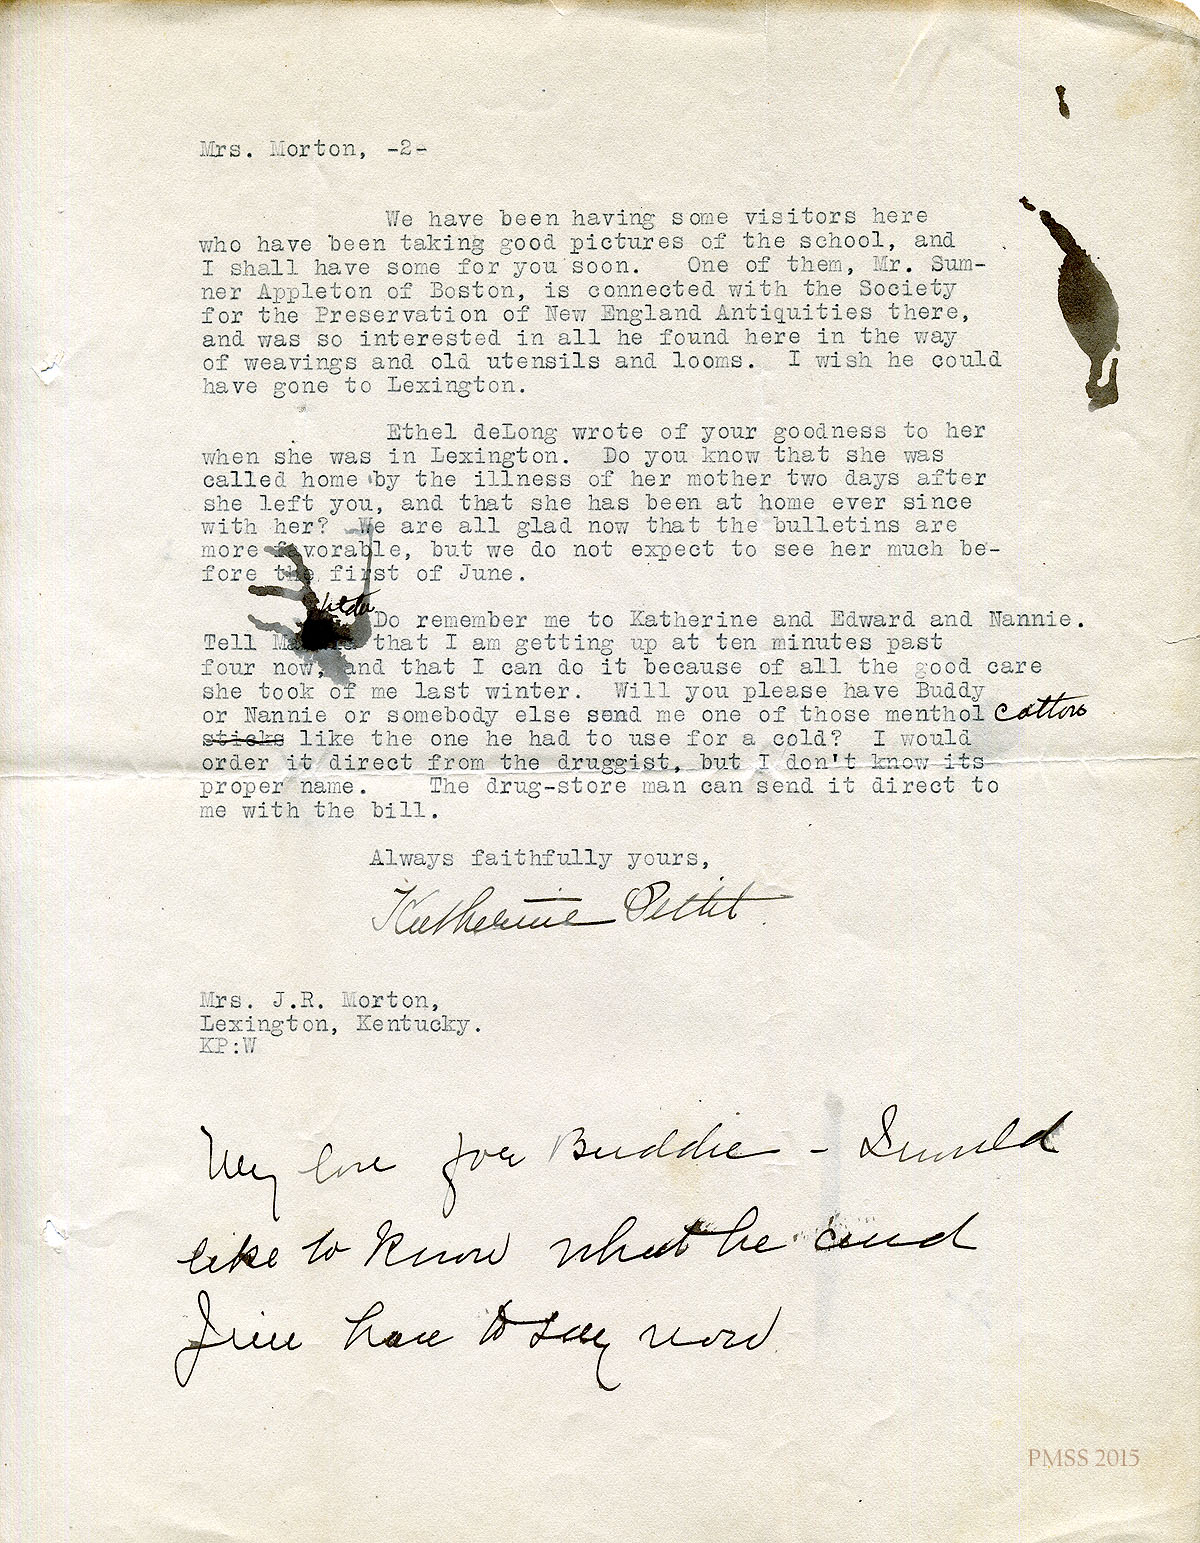 Mrs. Morton, -2-
We have been having some visitors here
who have been taking good pictures of the school, and
I shall have some for you soon. One of them, Mr. Sum-
ner Appleton of Boston, is connected with the Society
for the Preservation of New England Antiquities there,
and was so interested in all he found here in the way
of weavings and old utensils and looms. I wish he could
have gone to Lexington.
Ethel deLong wrote of your goodness to her
when she was in Lexington. Do you know that she was
called home by the illness of her mother two days after
she left you, and that she has been at home ever since
with her? We are all glad now that the bulletins are
more favorable, but we do not expect to see her much be-
fore the first of June.
Do remember me to Katherine and Edward and Nannie.
Tell that I am getting up at ten minutes past
four now, and that I can do it because of all the good care
she took of me last winter. Will you please have Buddy
or Nannie or somebody else send me one of those menthol cottons
sticks like the one he had to use for a cold? I would
order it direct from the druggist, but I don't know its
proper name. The drug-store man can send it direct to
me with the bill.
Always faithfully yours,
Katherine Pettit
Mrs. J.R. Morton,
Lexington, Kentucky.
KP:W
My love for Buddie - I would
like to know what he and
have to say now
PMSS 2015